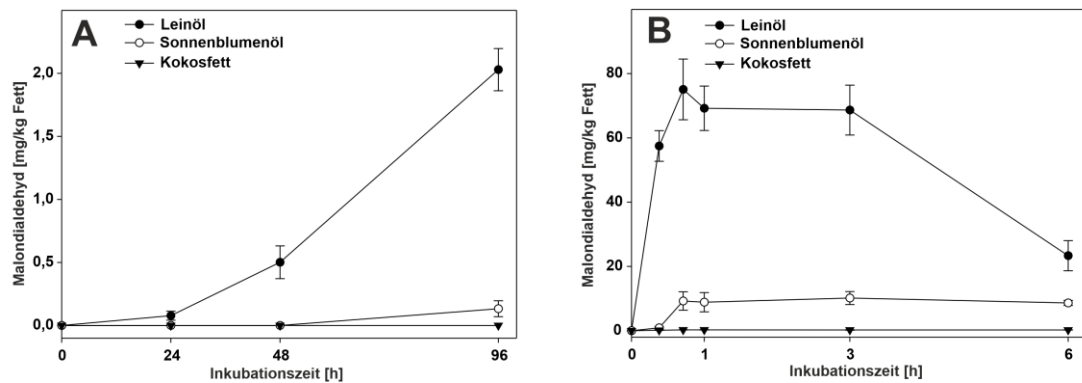 A
Leinöl
Sonnenblumenöl
Kokosfett
Malondialdehyd [mg/kg Fett]
2,0
1,5
1,0
0,5
0,0
0
24
48
96
Inkubationszeit [h]
B
Leinöl
Sonnenblumenöl
Kokosfett
Malondialdehyd [mg/kg Fett]
80
60
40
20
0
0
1
3
6
Inkubationszeit [h]